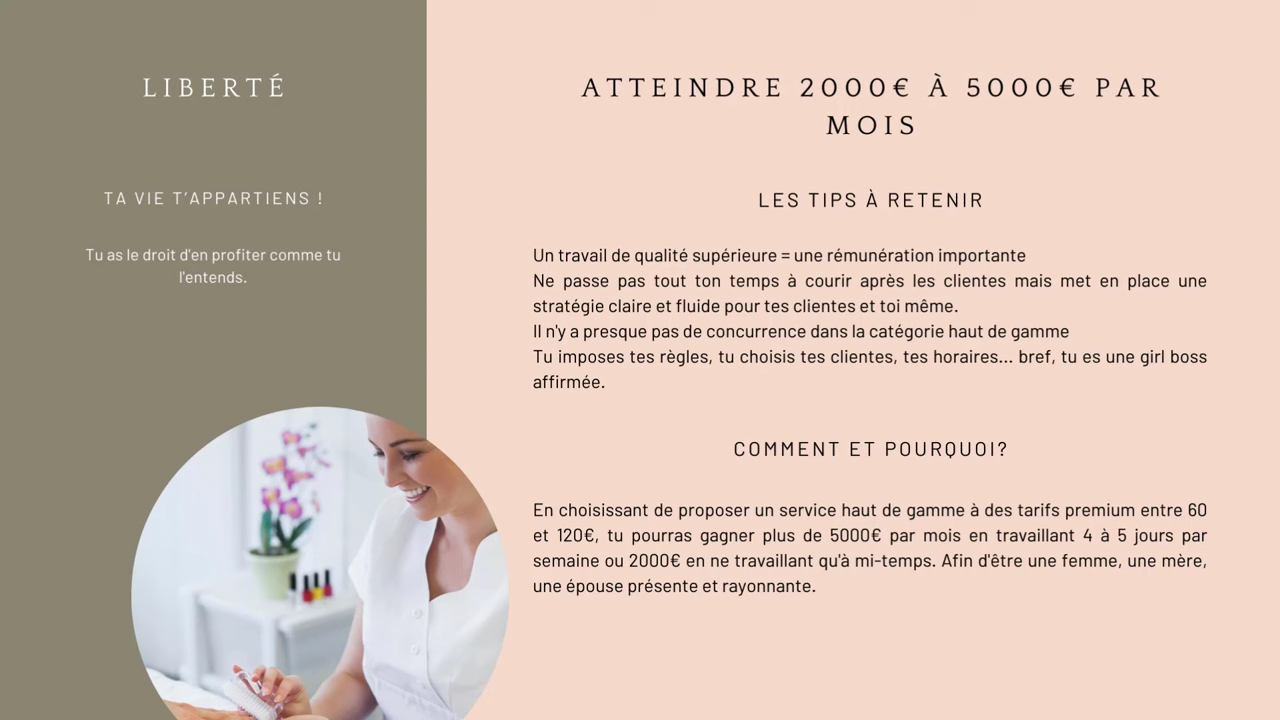 LIBERTÉ
TA VIE T'APPARTIENS !
Tu as le droit d'en profiter comme tu
l'entends.
ATTEINDRE 2000€ À 5000€ PAR
MOIS
LES TIPS À RETENIR
Un travail de qualité supérieure = une rémunération importante
Ne passe pas tout ton temps à courir après les clientes mais met en place une
stratégie claire et fluide pour tes clientes et toi même.
Il n'y a presque pas de concurrence dans la catégorie haut de gamme
Tu imposes tes règles, tu choisis tes clientes, tes horaires... bref, tu es une girl boss
affirmée.
COMMENT ET POURQUOI?
En choisissant de proposer un service haut de gamme à des tarifs premium entre 60
et 120€, tu pourras gagner plus de 5000€ par mois en travaillant 4 à 5 jours par
semaine ou 2000€ en ne travaillant qu'à mi-temps. Afin d'être une femme, une mère,
une épouse présente et rayonnante.